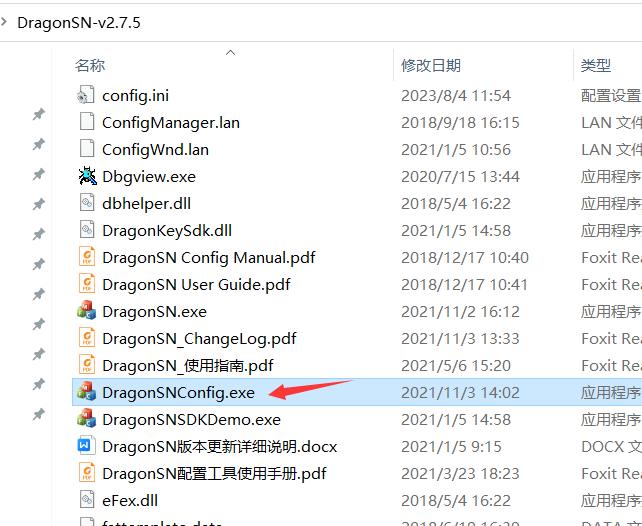 DragonSN-v2.7.5
名称 修改日期 类型
config.ini 2023/8/4 11:54 配置设置
ConfigManager.lan 2018/9/18 16:15 LAN 文件
ConfigWnd.lan 2021/1/5 10:56 LAN 文件
Dbgview.exe 2020/7/15 13:44 应用程序
dbhelper.dll 2018/5/4 16:22 应用程序
DragonKeySdk.dll 2021/1/5 14:58 应用程序
DragonSN Config Manual.pdf 2018/12/17 10:40 Foxit Rea
DragonSN User Guide.pdf 2018/12/17 10:41 Foxit Rea
DragonSN.exe 2021/11/2 16:12 应用程序
DragonSN_ChangeLog.pdf 2021/11/3 13:33 Foxit Rea
DragonSN_使用指南.pdf 2021/5/6 15:20 Foxit Rea
DragonSNConfig.exe 2021/11/3 14:02 应用程序
DragonSNSDKDemo.exe 2021/1/5 14:58 应用程序
DragonSN版本更新详细说明.docx 2021/1/5 9:15 DOCX 文
DragonSN配置工具使用手册.pdf 2021/3/23 18:23 Foxit Rea
eFex.dll 2018/5/4 16:22 应用程序